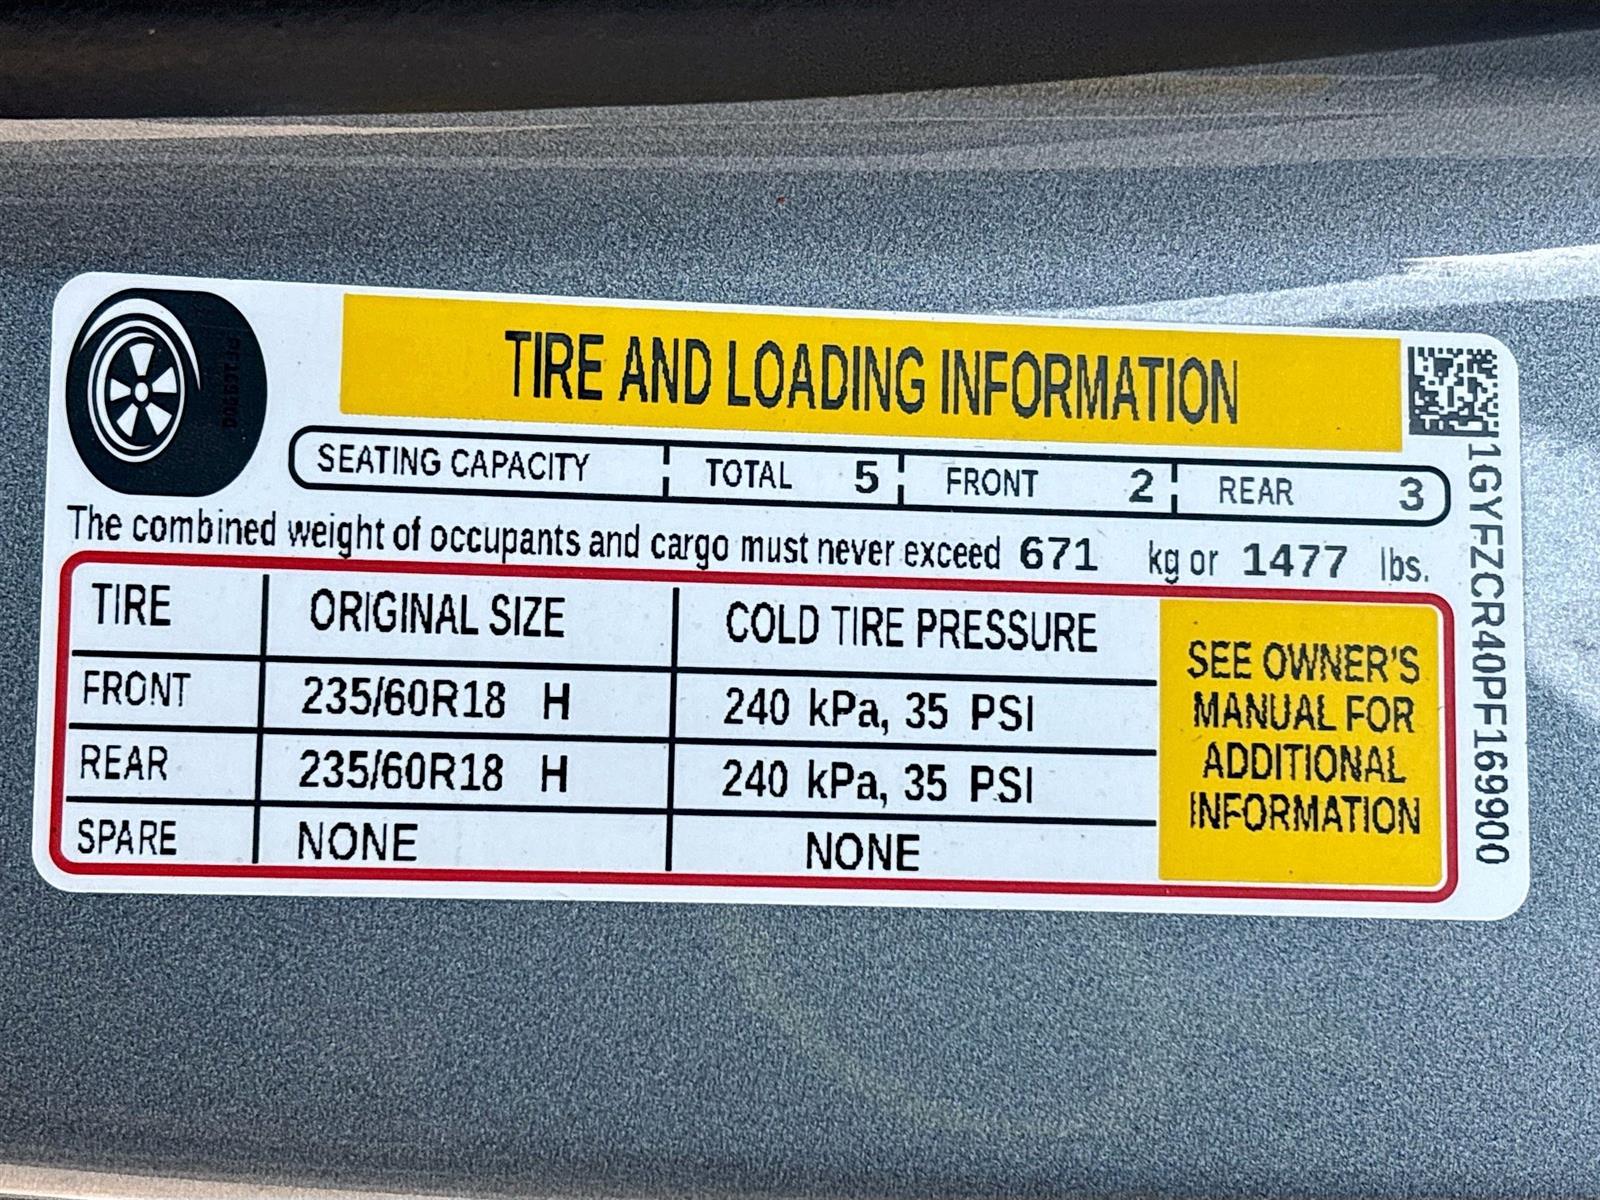 TIRE AND LOADING INFORMATION
SEATING CAPACITY TOTAL 5 FRONT 2 REAR 3
The combined weight of occupants and cargo must never exceed 671 kg or 1477 lbs.
TIRE ORIGINAL SIZE COLD TIRE PRESSURE
FRONT 235/60R18 H 240 kPa, 35 PSI
REAR 235/60R18 H 240 kPa, 35 PSI
SPARE NONE NONE
SEE OWNER'S
MANUAL FOR
ADDITIONAL
INFORMATION
1GYFZCR40PF169900